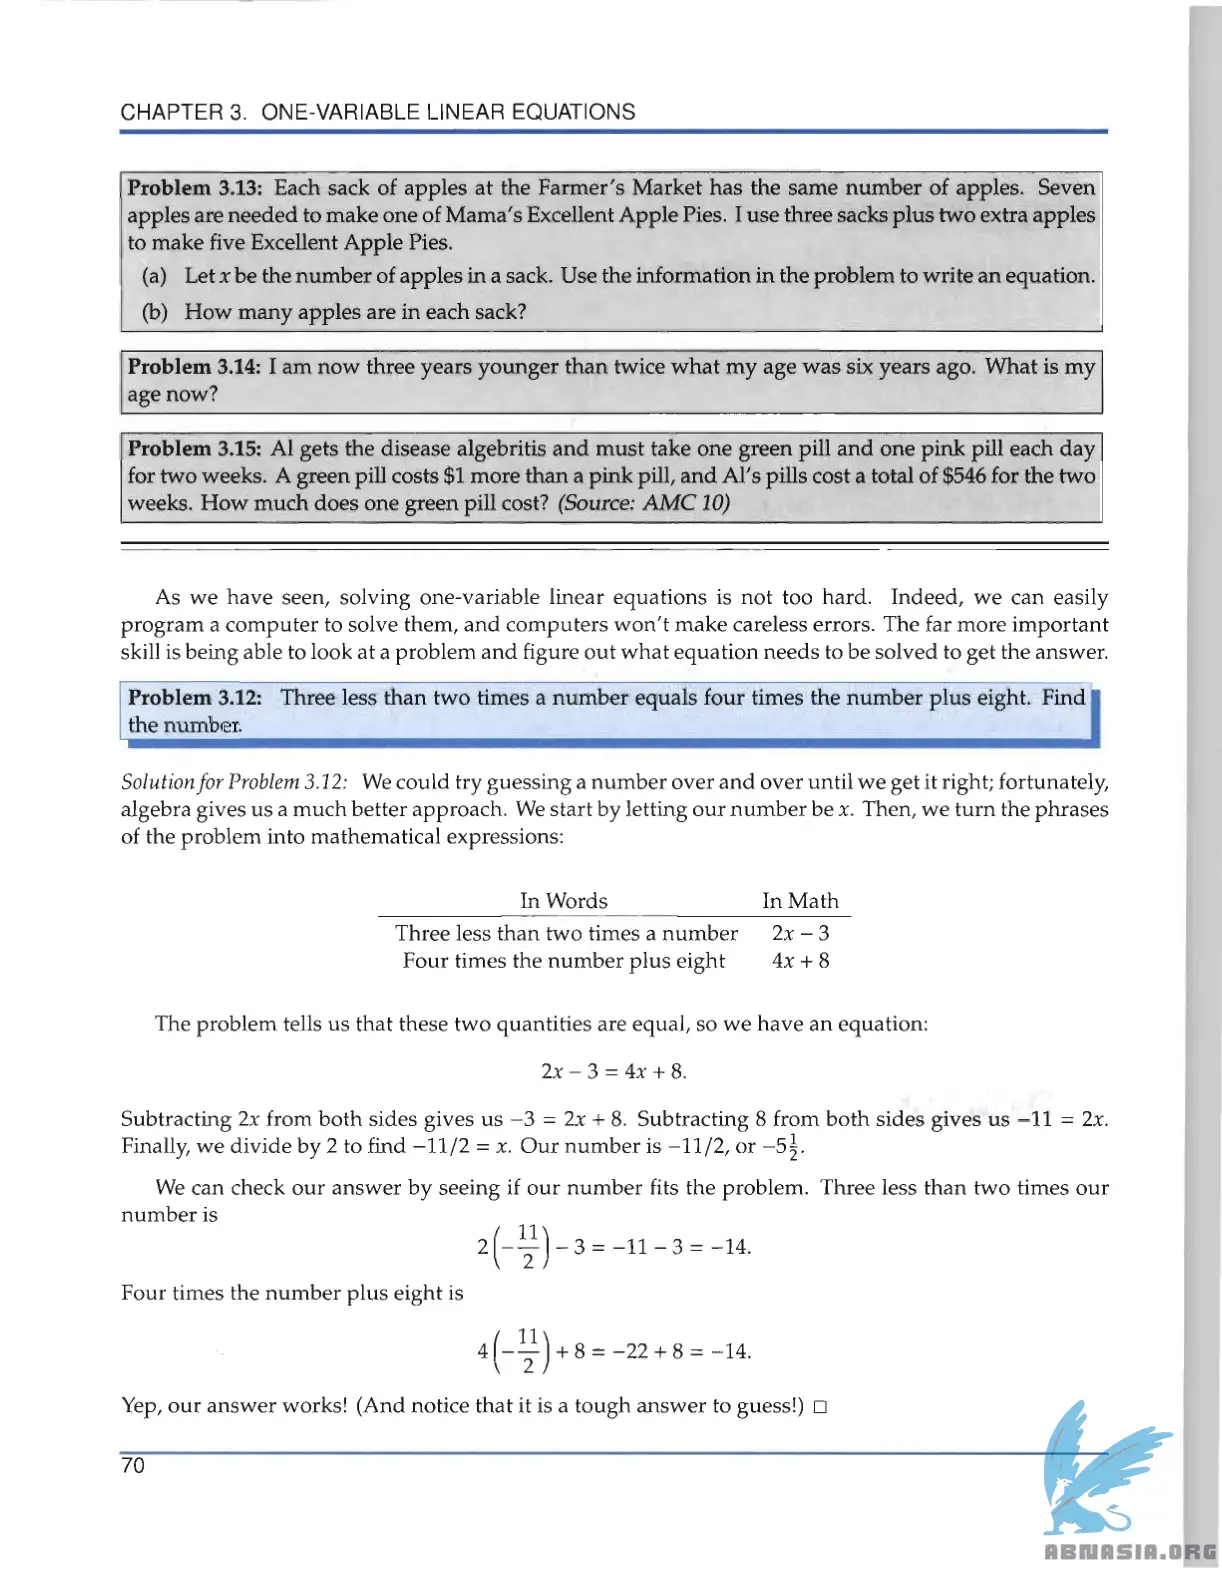 CHAPTER 3. ONE-VARIABLE LINEAR EQUATIONS
Problem 3.13: Each sack of apples at the Farmer's Market has the same number of apples. Seven
apples are needed to make one of Mama's Excellent Apple Pies. I use three sacks plus two extra apples
to make five Excellent Apple Pies.
(a) Let x be the number of apples in a sack. Use the information in the problem to write an equation.
(b) How many apples are in each sack?
Problem 3.14: I am now three years younger than twice what my age was six years ago. What is my
age now?
Problem 3.15: Al gets the disease algebritis and must take one green pill and one pink pill each day
for two weeks. A green pill costs $1 more than a pink pill, and Al's pills cost a total of $546 for the two
weeks. How much does one green pill cost? (Source: AMC 10)
As we have seen, solving one-variable linear equations is not too hard. Indeed, we can easily
program a computer to solve them, and computers won't make careless errors. The far more important
skill is being able to look at a problem and figure out what equation needs to be solved to get the answer.
Problem 3.12: Three less than two times a number equals four times the number plus eight. Find
the number.
Solution for Problem 3.12: We could try guessing a number over and over until we get it right; fortunately,
algebra gives us a much better approach. We start by letting our number be x. Then, we turn the phrases
of the problem into mathematical expressions:
In Words In Math
Three less than two times a number 2x − 3
Four times the number plus eight 4x + 8
The problem tells us that these two quantities are equal, so we have an equation:
2x − 3 = 4x + 8.
Subtracting 2x from both sides gives us −3 = 2x + 8. Subtracting 8 from both sides gives us −11 = 2x.
Finally, we divide by 2 to find −11/2 = x. Our number is −11/2, or −5½.
We can check our answer by seeing if our number fits the problem. Three less than two times our
number is
2(−11/2) − 3 = −11 − 3 = −14.
Four times the number plus eight is
4(−11/2) + 8 = −22 + 8 = −14.
Yep, our answer works! (And notice that it is a tough answer to guess!) □
70
ABNASIA.ORG